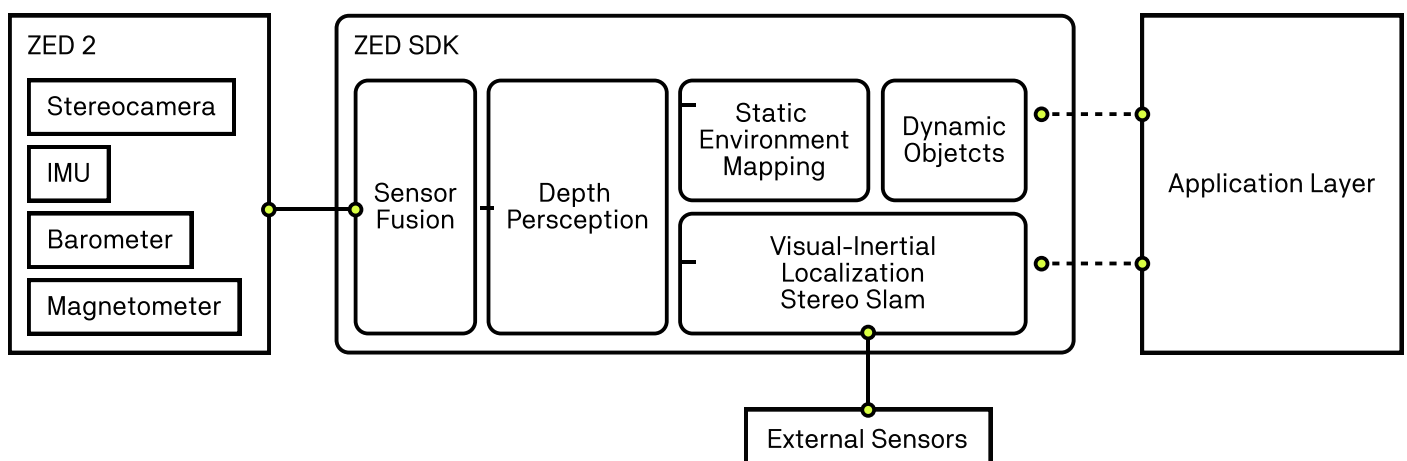 ZED 2
Stereocamera
IMU
Barometer
Magnetometer
ZED SDK
Sensor
Fusion
Depth
Persception
Static
Environment
Mapping
Dynamic
Objetcts
Visual-Inertial
Localization
Stereo Slam
Application Layer
External Sensors